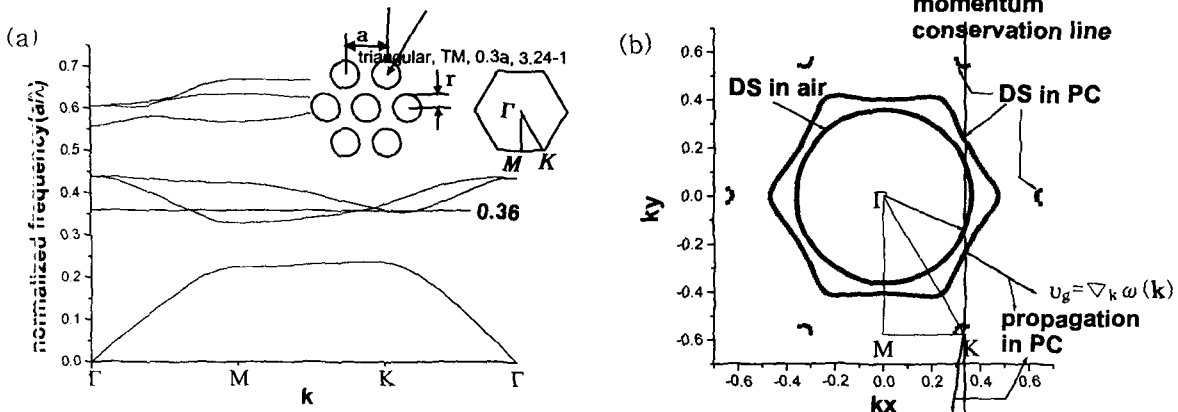 (a)
a
triangular, TM, 0.3a, 3.24-1
r
Γ
M
K
normalized frequency(a/λ)
0.7
0.6
0.5
0.4
0.3
0.2
0.1
0.0
0.36
Γ
M
K
Γ
k
(b)
momentum
conservation line
DS in air
DS in PC
0.6
0.4
0.2
0.0
-0.2
-0.4
-0.6
ky
Γ
M
K
υg=▽kω(k)
propagation
in PC
-0.6
-0.4
-0.2
0.0
0.2
0.4
0.6
kx